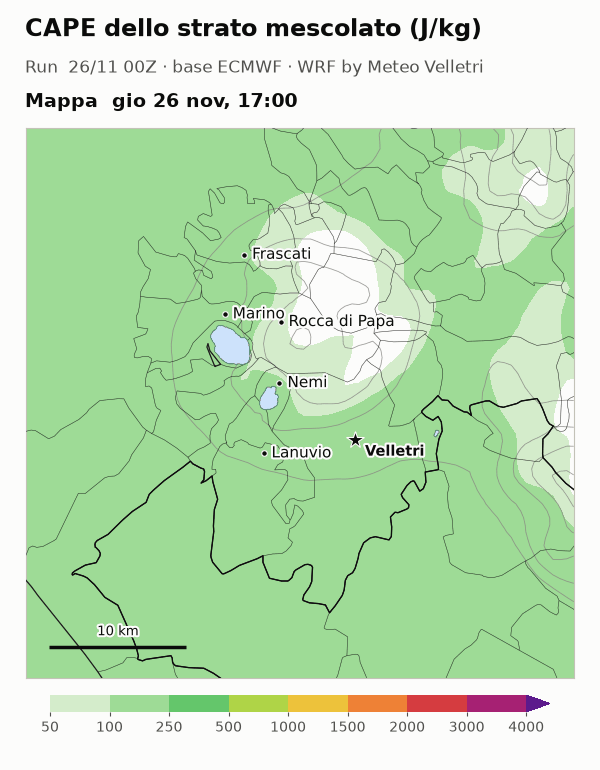 CAPE dello strato mescolato (J/kg)
Run  26/11 00Z · base ECMWF · WRF by Meteo Velletri
Mappa  gio 26 nov, 17:00
Frascati
Marino
Rocca di Papa
Nemi
Velletri
Lanuvio
10 km
50 100 250 500 1000 1500 2000 3000 4000